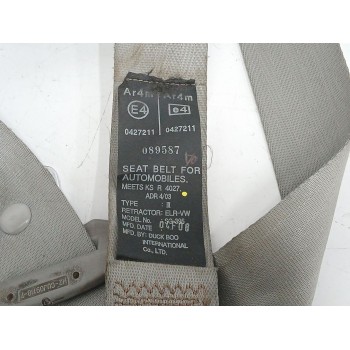 Ar4m Ar4m
E4 e4
0427211 0427211
089587
SEAT BELT FOR
AUTOMOBILES.
MEETS KS R 4027.
ADR 4/03
TYPE :
RETRACTOR: ELR-VW
MODEL No. :
MFD. DATE
MFD. BY: DUCK BOO
INTERNATIONAL
Co., LTD.